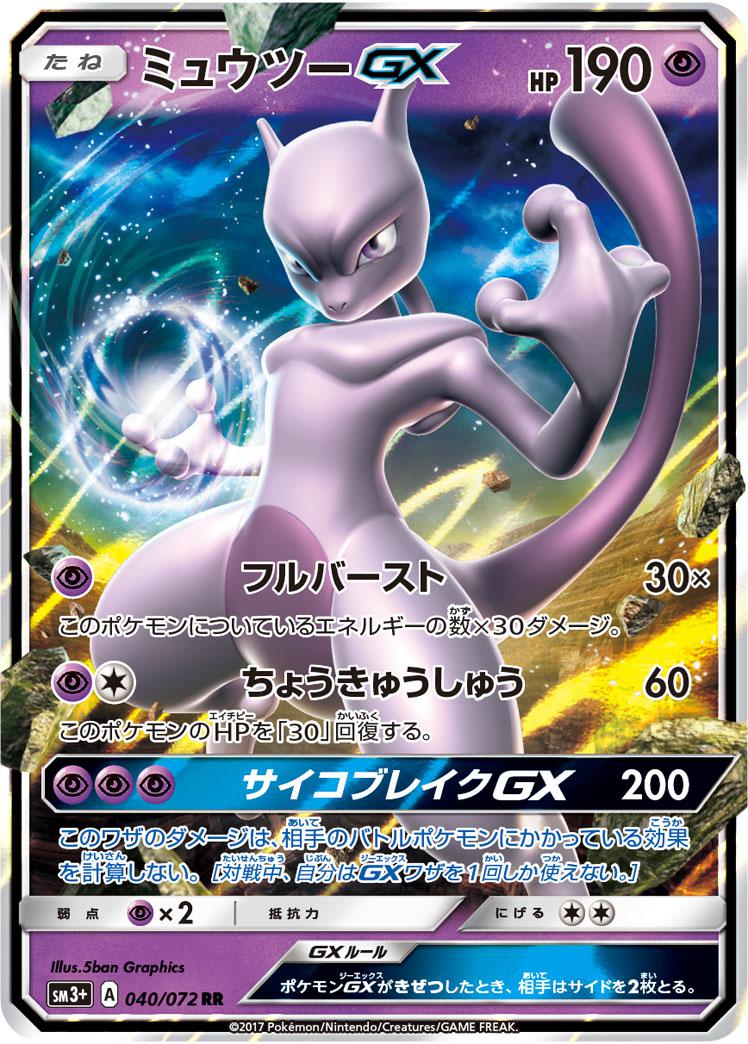 たね ミュウツーGX HP190
フルバースト 30×
このポケモンについているエネルギーの数×30ダメージ。
ちょうきゅうしゅう 60
このポケモンのHPを「30」回復する。
サイコブレイクGX 200
このワザのダメージは、相手のバトルポケモンにかかっている効果
を計算しない。[対戦中、自分はGXワザを1回しか使えない。]
弱点 ×2 抵抗力 にげる
Illus.5ban Graphics
GXルール
ポケモンGXがきぜつしたとき、相手はサイドを2枚とる。
SM3+ A 040/072 RR
©2017 Pokémon/Nintendo/Creatures/GAME FREAK.